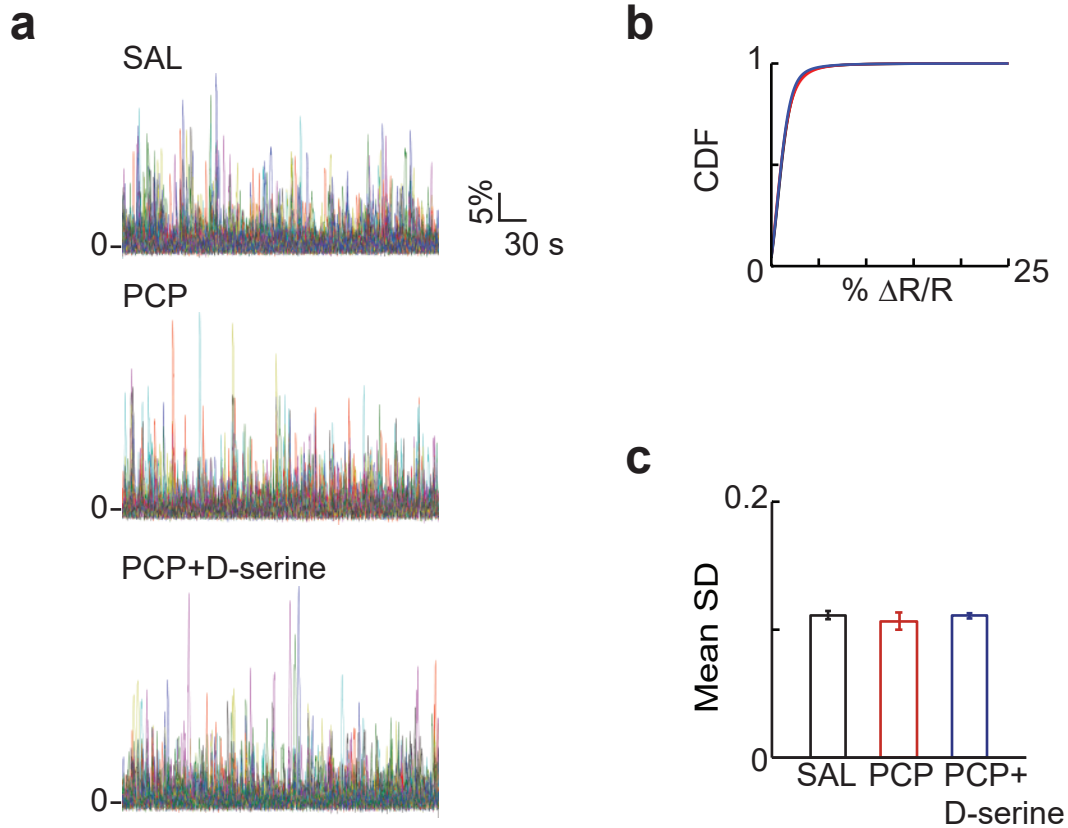 a
SAL
0
5%
30 s
PCP
0
PCP+D-serine
0
b
1
CDF
0
25
% ΔR/R
c
0.2
Mean SD
0
SAL PCP PCP+
D-serine